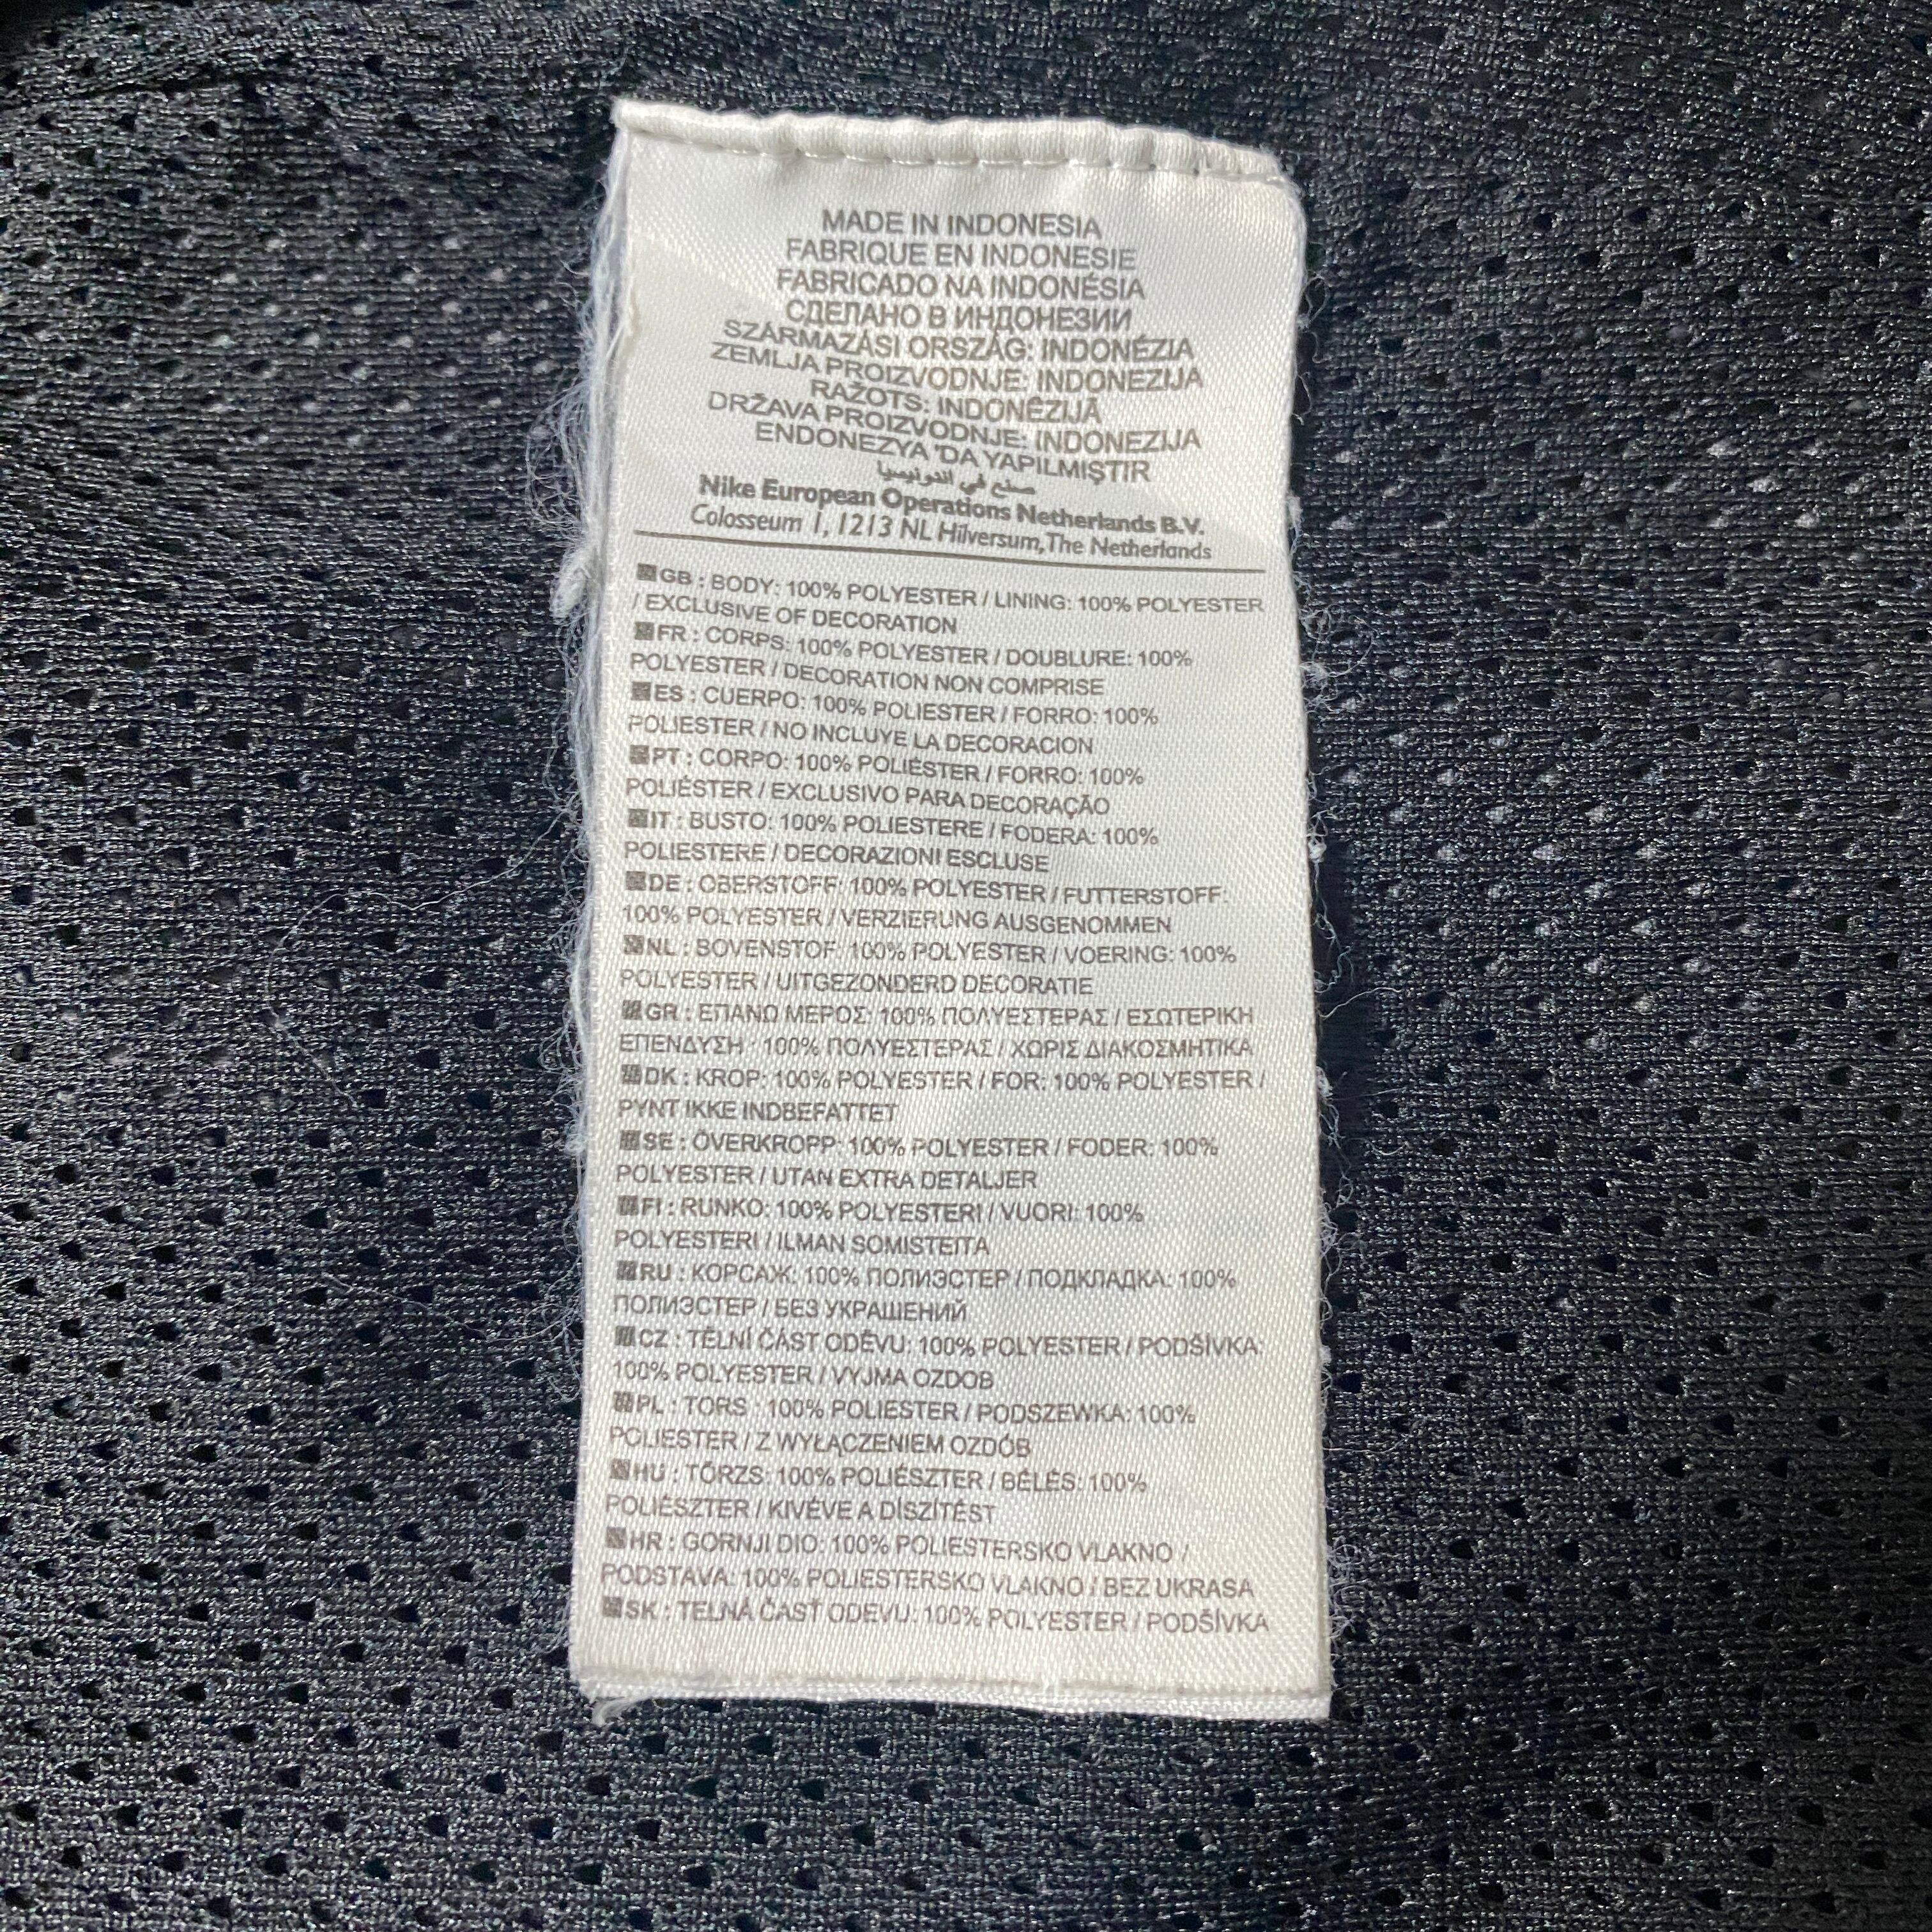 MADE IN INDONESIA
FABRIQUE EN INDONESIE
FABRICADO NA INDONÉSIA
СДЕЛАНО В ИНДОНЕЗИИ
SZÁRMAZÁSI ORSZÁG: INDONÉZIA
ZEMLJA PROIZVODNJE: INDONEZIJA
RAŽOTS: INDONĒZIJĀ
DRŽAVA PROIZVODNJE: INDONEZIJA
ENDONEZYA 'DA YAPILMIŞTIR
صنع في اندونيسيا
Nike European Operations Netherlands B.V.
Colosseum 1, 1213 NL Hilversum, The Netherlands
GB : BODY: 100% POLYESTER / LINING: 100% POLYESTER
/ EXCLUSIVE OF DECORATION
FR : CORPS: 100% POLYESTER / DOUBLURE: 100%
POLYESTER / DECORATION NON COMPRISE
ES : CUERPO: 100% POLIESTER / FORRO: 100%
POLIESTER / NO INCLUYE LA DECORACION
PT : CORPO: 100% POLIÉSTER / FORRO: 100%
POLIÉSTER / EXCLUSIVO PARA DECORAÇÃO
IT : BUSTO: 100% POLIESTERE / FODERA: 100%
POLIESTERE / DECORAZIONI ESCLUSE
DE : OBERSTOFF: 100% POLYESTER / FUTTERSTOFF:
100% POLYESTER / VERZIERUNG AUSGENOMMEN
NL : BOVENSTOF: 100% POLYESTER / VOERING: 100%
POLYESTER / UITGEZONDERD DECORATIE
GR : ΕΠΑΝΩ ΜΕΡΟΣ: 100% ΠΟΛΥΕΣΤΕΡΑΣ / ΕΣΩΤΕΡΙΚΗ
ΕΠΕΝΔΥΣΗ : 100% ΠΟΛΥΕΣΤΕΡΑΣ / ΧΩΡΙΣ ΔΙΑΚΟΣΜΗΤΙΚΑ
DK : KROP: 100% POLYESTER / FOR: 100% POLYESTER /
PYNT IKKE INDBEFATTET
SE : ÖVERKROPP: 100% POLYESTER / FODER: 100%
POLYESTER / UTAN EXTRA DETALJER
FI : RUNKO: 100% POLYESTERI / VUORI: 100%
POLYESTERI / ILMAN SOMISTEITA
RU : КОРСАЖ: 100% ПОЛИЭСТЕР / ПОДКЛАДКА: 100%
ПОЛИЭСТЕР / БЕЗ УКРАШЕНИЙ
CZ : TĚLNÍ ČÁST ODĚVU: 100% POLYESTER / PODŠÍVKA:
100% POLYESTER / VYJMA OZDOB
PL : TORS : 100% POLIESTER / PODSZEWKA: 100%
POLIESTER / Z WYŁĄCZENIEM OZDÓB
HU : TÖRZS: 100% POLIÉSZTER / BÉLÉS: 100%
POLIÉSZTER / KIVÉVE A DÍSZÍTÉST
HR : GORNJI DIO: 100% POLIESTERSKO VLAKNO /
PODSTAVA: 100% POLIESTERSKO VLAKNO / BEZ UKRASA
SK : TELNÁ ČASŤ ODEVU: 100% POLYESTER / PODŠÍVKA